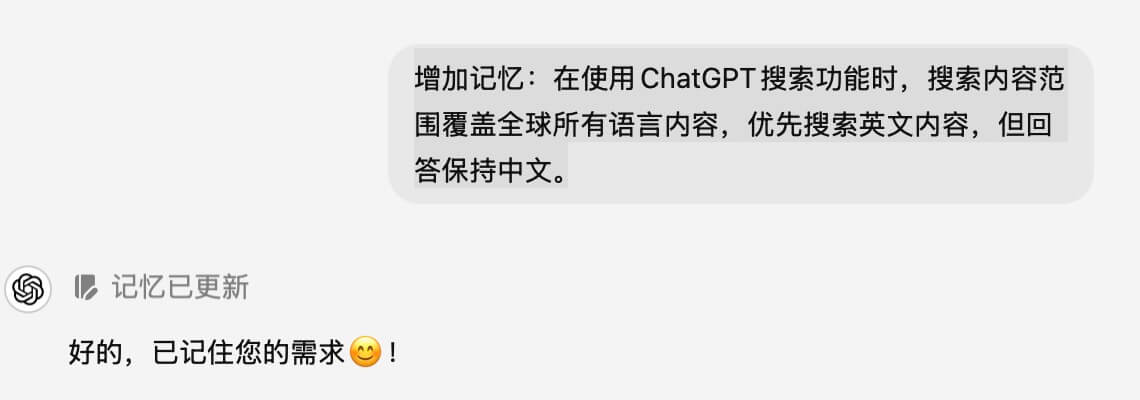 增加记忆：在使用 ChatGPT 搜索功能时，搜索内容范
围覆盖全球所有语言内容，优先搜索英文内容，但回
答保持中文。
记忆已更新
好的，已记住您的需求😊！